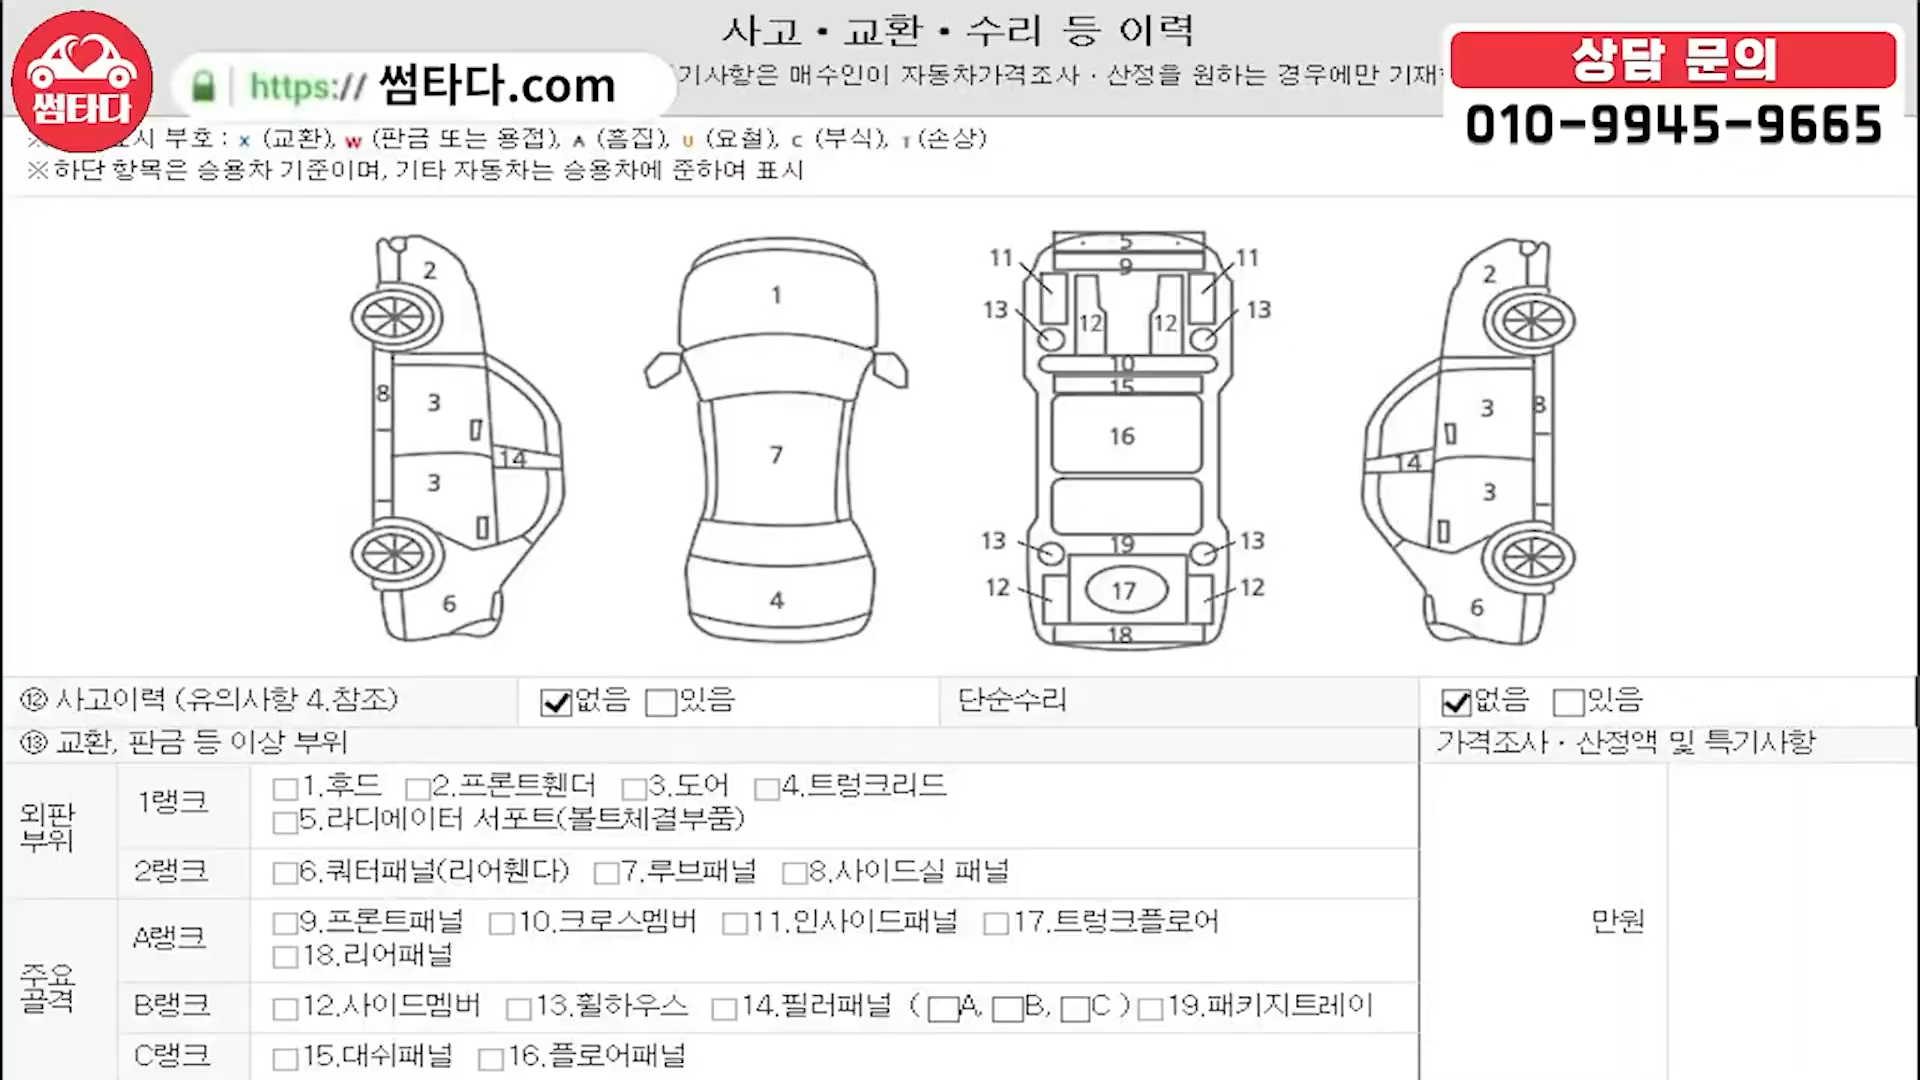 사고・교환・수리 등 이력
썸타다
https:// 썸타다.com
기사항은 매수인이 자동차가격조사・산정을 원하는 경우에만 기재
상담 문의
010-9945-9665
시 부호 : X (교환), W (판금 또는 용접), A (흠집), U (요철), C (부식), T (손상)
※하단 항목은 승용차 기준이며, 기타 자동차는 승용차에 준하여 표시
2
8
3
3
14
6
1
7
4
5
9
11
11
13
13
12
12
10
15
16
13
13
19
12
12
17
18
2
3
8
14
3
6
⑫ 사고이력 (유의사항 4.참조) 없음 있음 단순수리 없음 있음
⑬ 교환, 판금 등 이상 부위 가격조사・산정액 및 특기사항
외판
부위
1랭크 1.후드 2.프론트휀더 3.도어 4.트렁크리드
5.라디에이터 서포트(볼트체결부품)
2랭크 6.쿼터패널(리어휀다) 7.루브패널 8.사이드실 패널
주요
골격
A랭크 9.프론트패널 10.크로스멤버 11.인사이드패널 17.트렁크플로어
18.리어패널
만원
B랭크 12.사이드멤버 13.휠하우스 14.필러패널 ( A, B, C ) 19.패키지트레이
C랭크 15.대쉬패널 16.플로어패널